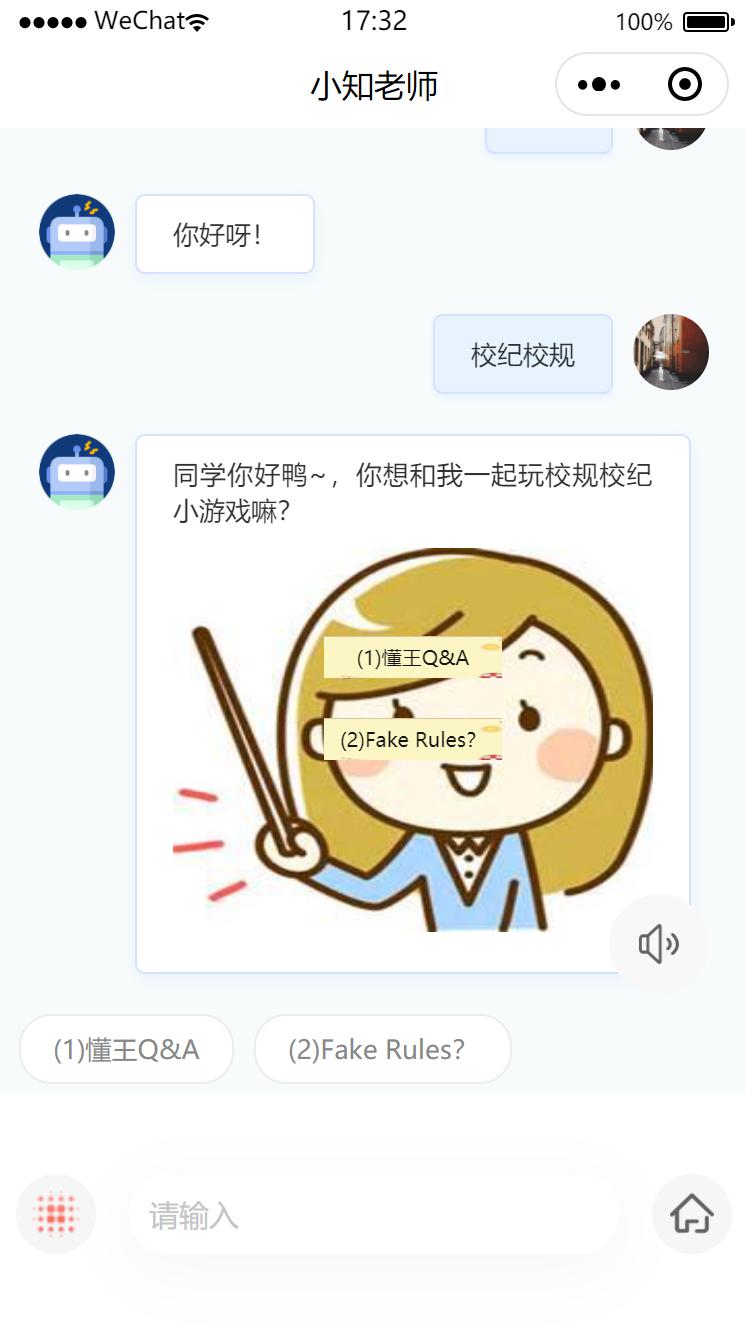 WeChat 17:32 100%
小知老师
你好呀！
校纪校规
同学你好鸭~，你想和我一起玩校规校纪
小游戏嘛？
(1)懂王Q&A
(2)Fake Rules?
(1)懂王Q&A (2)Fake Rules?
请输入